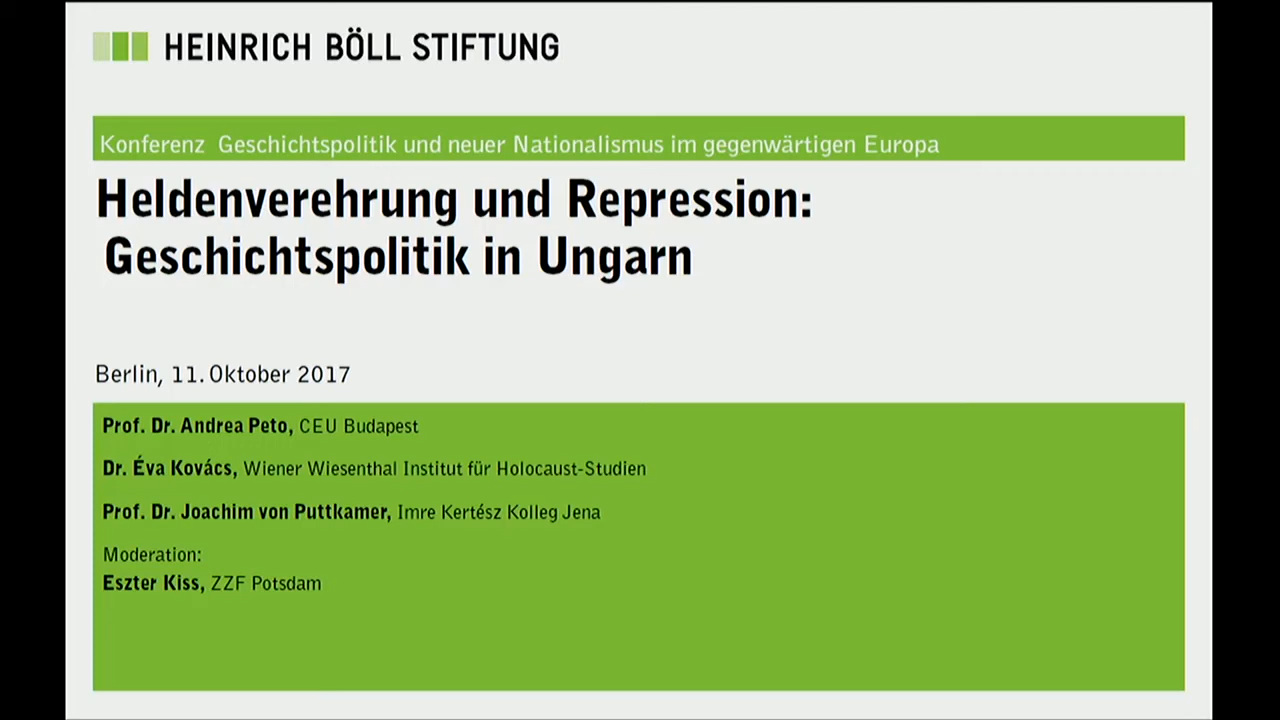 HEINRICH BÖLL STIFTUNG
Konferenz Geschichtspolitik und neuer Nationalismus im gegenwärtigen Europa
Heldenverehrung und Repression:
Geschichtspolitik in Ungarn
Berlin, 11. Oktober 2017
Prof. Dr. Andrea Peto, CEU Budapest
Dr. Éva Kovács, Wiener Wiesenthal Institut für Holocaust-Studien
Prof. Dr. Joachim von Puttkamer, Imre Kertész Kolleg Jena
Moderation:
Eszter Kiss, ZZF Potsdam